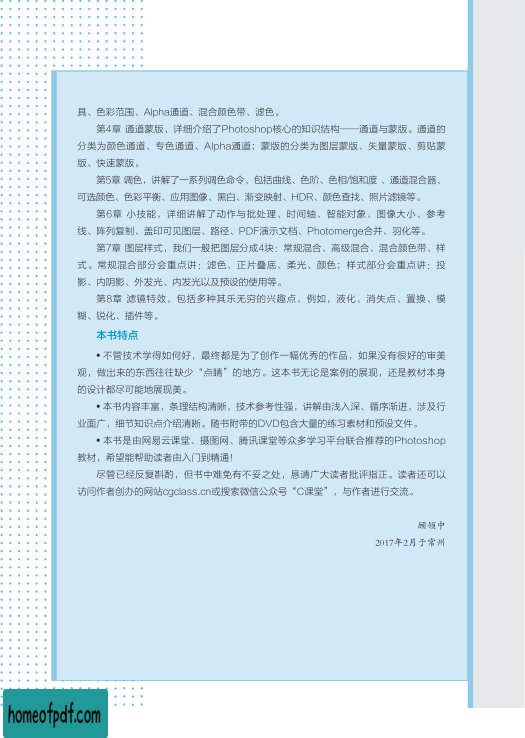 具、色彩范围、Alpha通道、混合颜色带、滤色。
第4章 通道蒙版，详细介绍了Photoshop核心的知识结构——通道与蒙版。通道的
分类为颜色通道、专色通道、Alpha通道；蒙版的分类为图层蒙版、矢量蒙版、剪贴蒙
版、快速蒙版。
第5章 调色，讲解了一系列调色命令，包括曲线、色阶、色相/饱和度 、通道混合器、
可选颜色、色彩平衡、应用图像、黑白、渐变映射、HDR、颜色查找、照片滤镜等。
第6章 小技能，详细讲解了动作与批处理、时间轴、智能对象、图像大小、参考
线、阵列复制、盖印可见图层、路径、PDF演示文档、Photomerge合并、羽化等。
第7章 图层样式，我们一般把图层分成4块：常规混合、高级混合、混合颜色带、样
式。常规混合部分会重点讲：滤色、正片叠底、柔光、颜色；样式部分会重点讲：投
影、内阴影、外发光、内发光以及预设的使用等。
第8章 滤镜特效，包括多种其乐无穷的兴趣点，例如，液化、消失点、置换、模
糊、锐化、插件等。
本书特点
• 不管技术学得如何好，最终都是为了创作一幅优秀的作品，如果没有很好的审美
观，做出来的东西往往缺少“点睛”的地方。这本书无论是案例的展现，还是教材本身
的设计都尽可能地展现美。
• 本书内容丰富，条理结构清晰，技术参考性强，讲解由浅入深、循序渐进，涉及行
业面广，细节知识点介绍清晰。随书附带的DVD包含大量的练习素材和预设文件。
• 本书是由网易云课堂、摄图网、腾讯课堂等众多学习平台联合推荐的Photoshop
教材，希望能帮助读者由入门到精通！
尽管已经反复斟酌，但书中难免有不妥之处，恳请广大读者批评指正。读者还可以
访问作者创办的网站cgclass.cn或搜索微信公众号“C课堂”，与作者进行交流。
顾领中
2017年2月于常州
homeofpdf.com